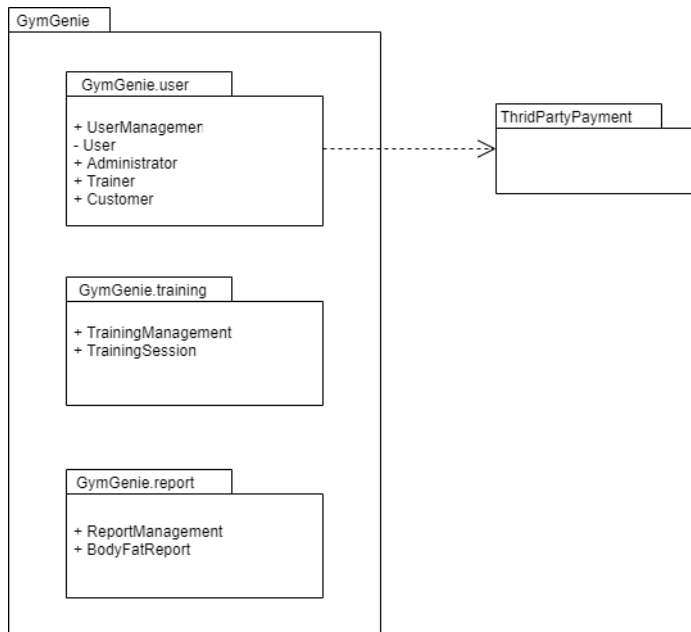 GymGenie
GymGenie.user
+ UserManagemen
- User
+ Administrator
+ Trainer
+ Customer
ThridPartyPayment
GymGenie.training
+ TrainingManagement
+ TrainingSession
GymGenie.report
+ ReportManagement
+ BodyFatReport